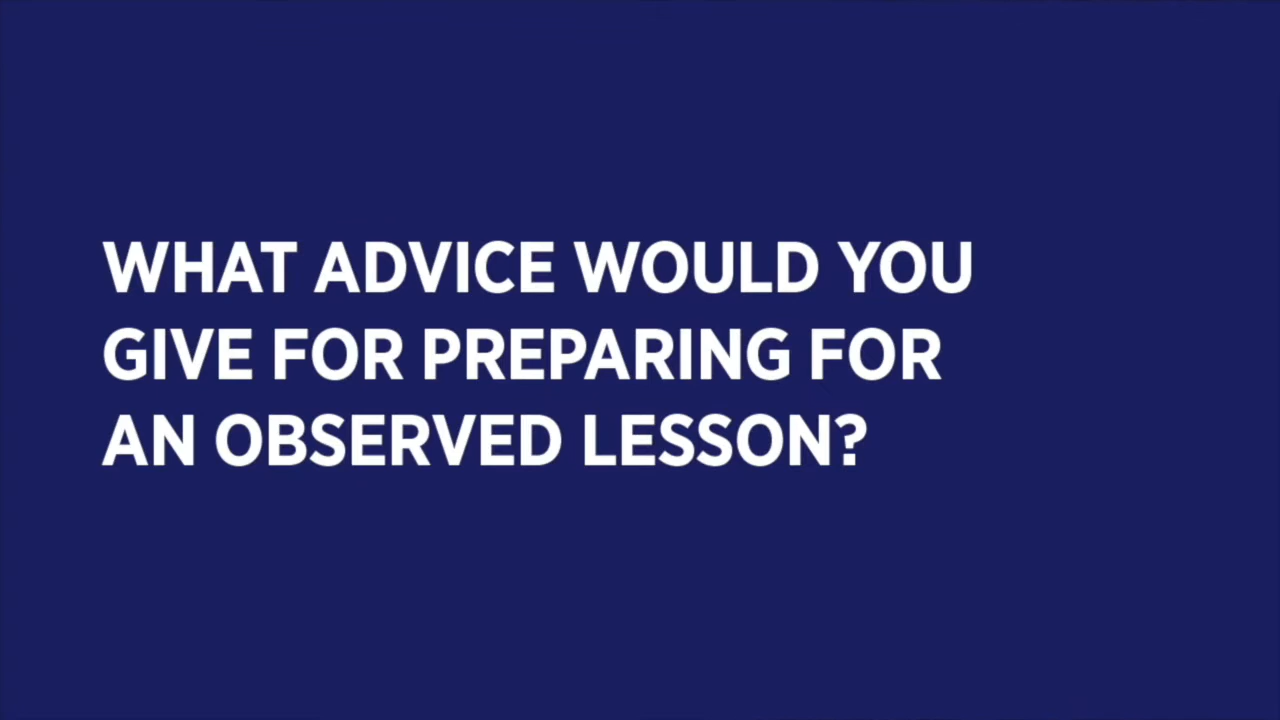 WHAT ADVICE WOULD YOU
GIVE FOR PREPARING FOR
AN OBSERVED LESSON?